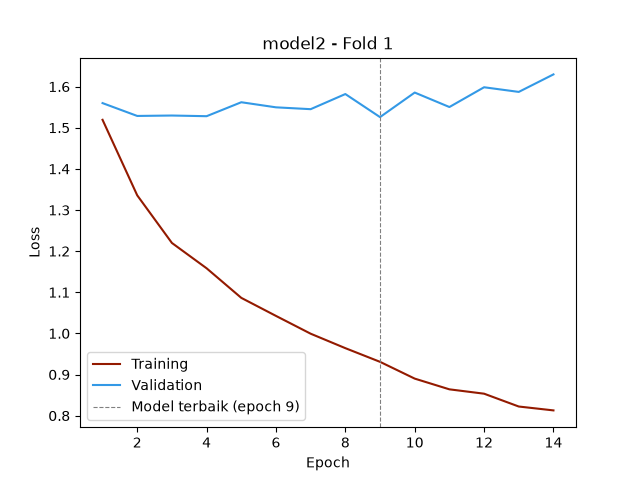 model2 - Fold 1
Loss
1.6
1.5
1.4
1.3
1.2
1.1
1.0
0.9
0.8
Training
Validation
Model terbaik (epoch 9)
2 4 6 8 10 12 14
Epoch